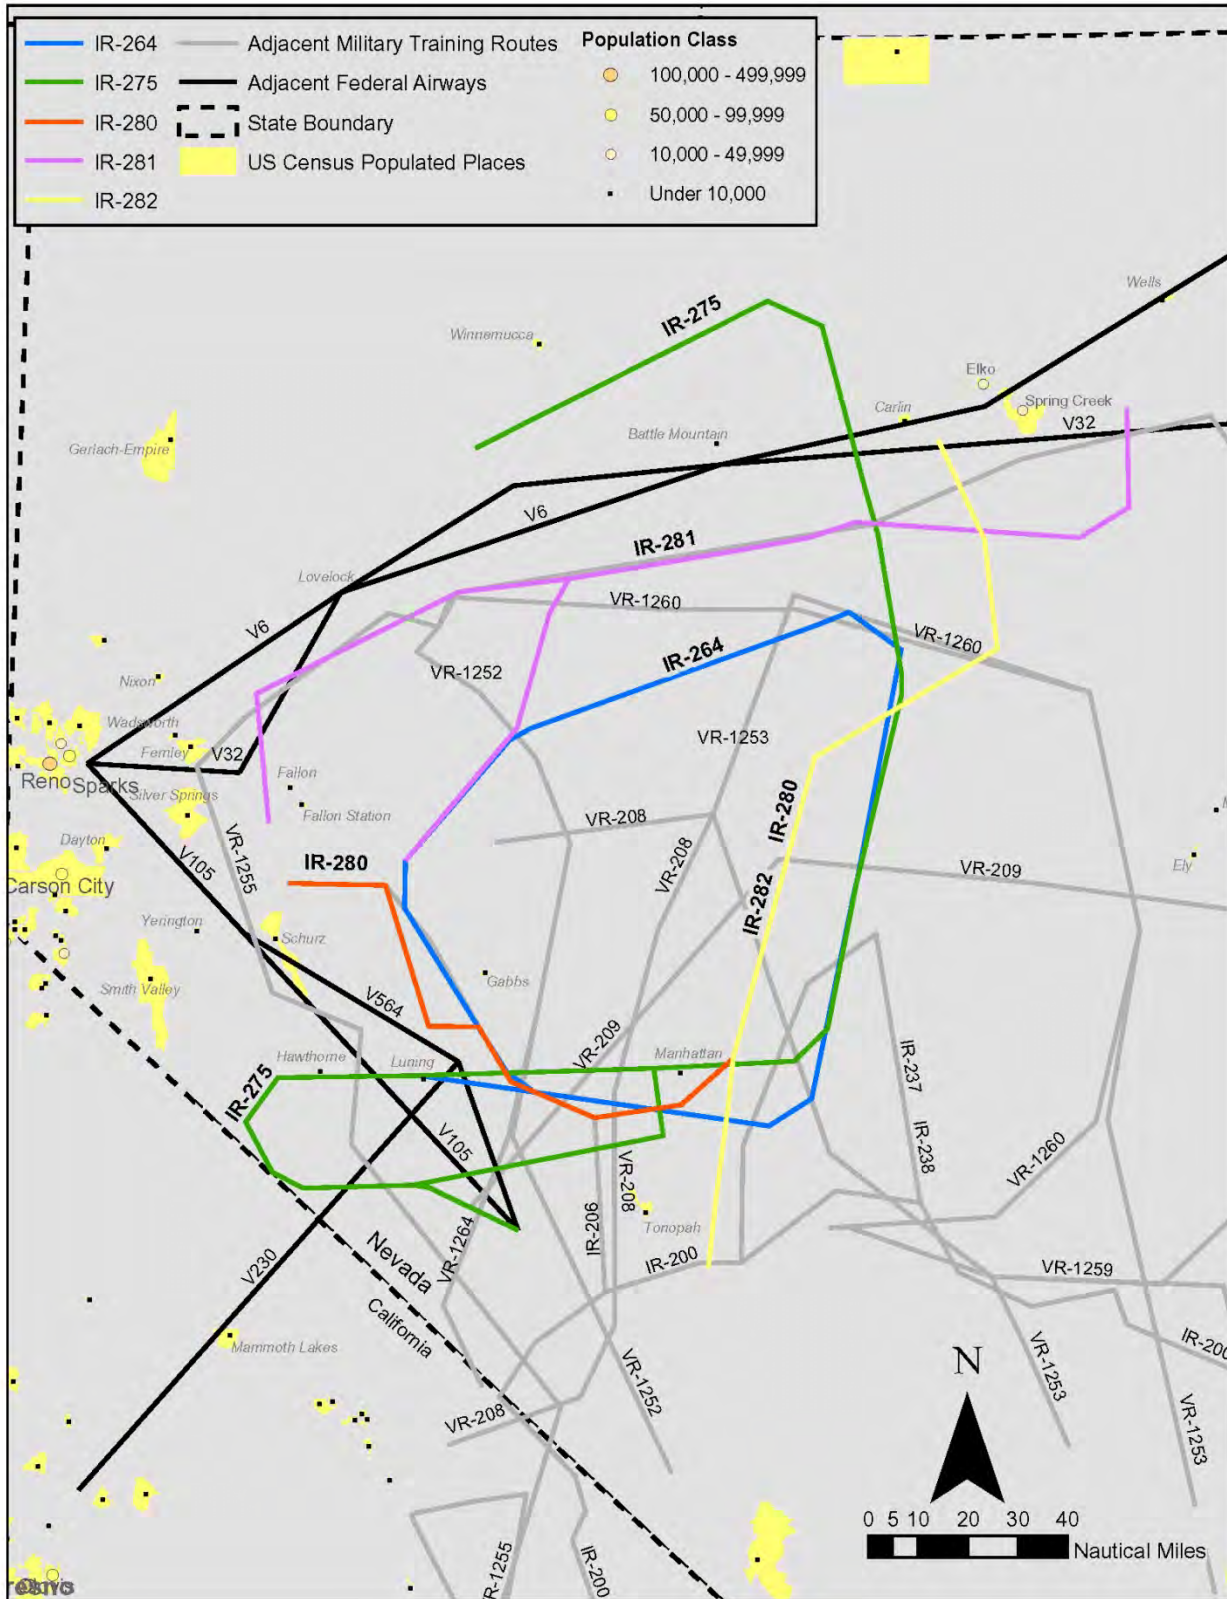 IR-264
IR-275
IR-280
IR-281
IR-282
Adjacent Military Training Routes
Adjacent Federal Airways
State Boundary
US Census Populated Places
Population Class
100,000 - 499,999
50,000 - 99,999
10,000 - 49,999
Under 10,000
Wells
IR-275
Winnemucca
Elko
Spring Creek
Carlin
V32
Battle Mountain
Gerlach-Empire
V6
IR-281
Lovelock
VR-1260
V6
VR-1260
IR-264
VR-1252
Nixon
Wadsworth
VR-1253
Fernley
V32
Reno
Sparks
Fallon
Silver Springs
Fallon Station
IR-280
VR-208
Dayton
V105
VR-1255
VR-208
IR-280
Ely
Carson City
VR-209
IR-282
Yerington
Schurz
Gabbs
Smith Valley
V564
VR-209
Manhattan
Hawthorne
Luning
IR-237
IR-275
V105
IR-238
VR-1260
VR-208
VR-1264
IR-206
Tonopah
Nevada
IR-200
V230
VR-1259
California
Mammoth Lakes
IR-200
VR-1252
VR-1253
N
VR-208
VR-1253
0 5 10 20 30 40
Nautical Miles
VR-1255
IR-200